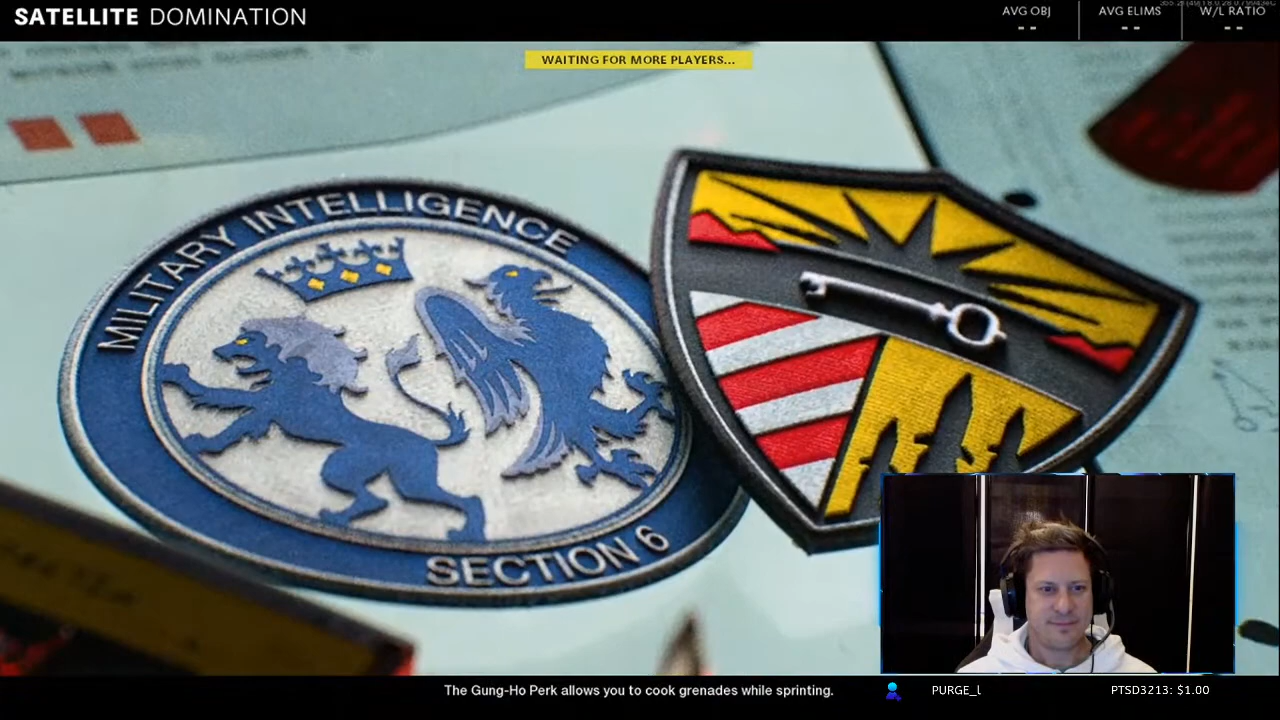 SATELLITE DOMINATION
AVG OBJ
--
AVG ELIMS
--
W/L RATIO
--
WAITING FOR MORE PLAYERS...
MILITARY INTELLIGENCE
SECTION 6
The Gung-Ho Perk allows you to cook grenades while sprinting.
PURGE_l
PTSD3213: $1.00